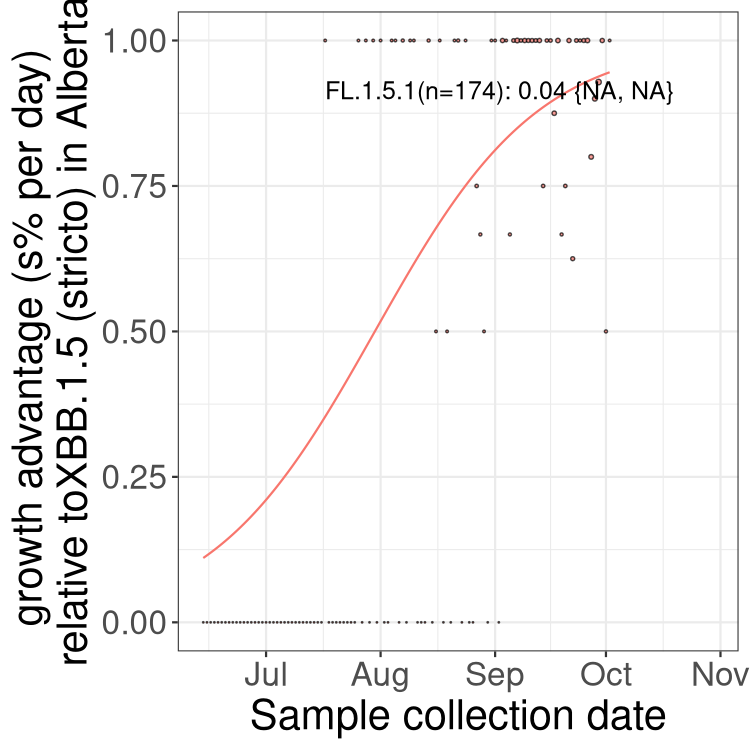 growth advantage (s% per day)
relative toXBB.1.5 (stricto) in Alberta
1.00
0.75
0.50
0.25
0.00
FL.1.5.1(n=174): 0.04 {NA, NA}
Jul Aug Sep Oct Nov
Sample collection date